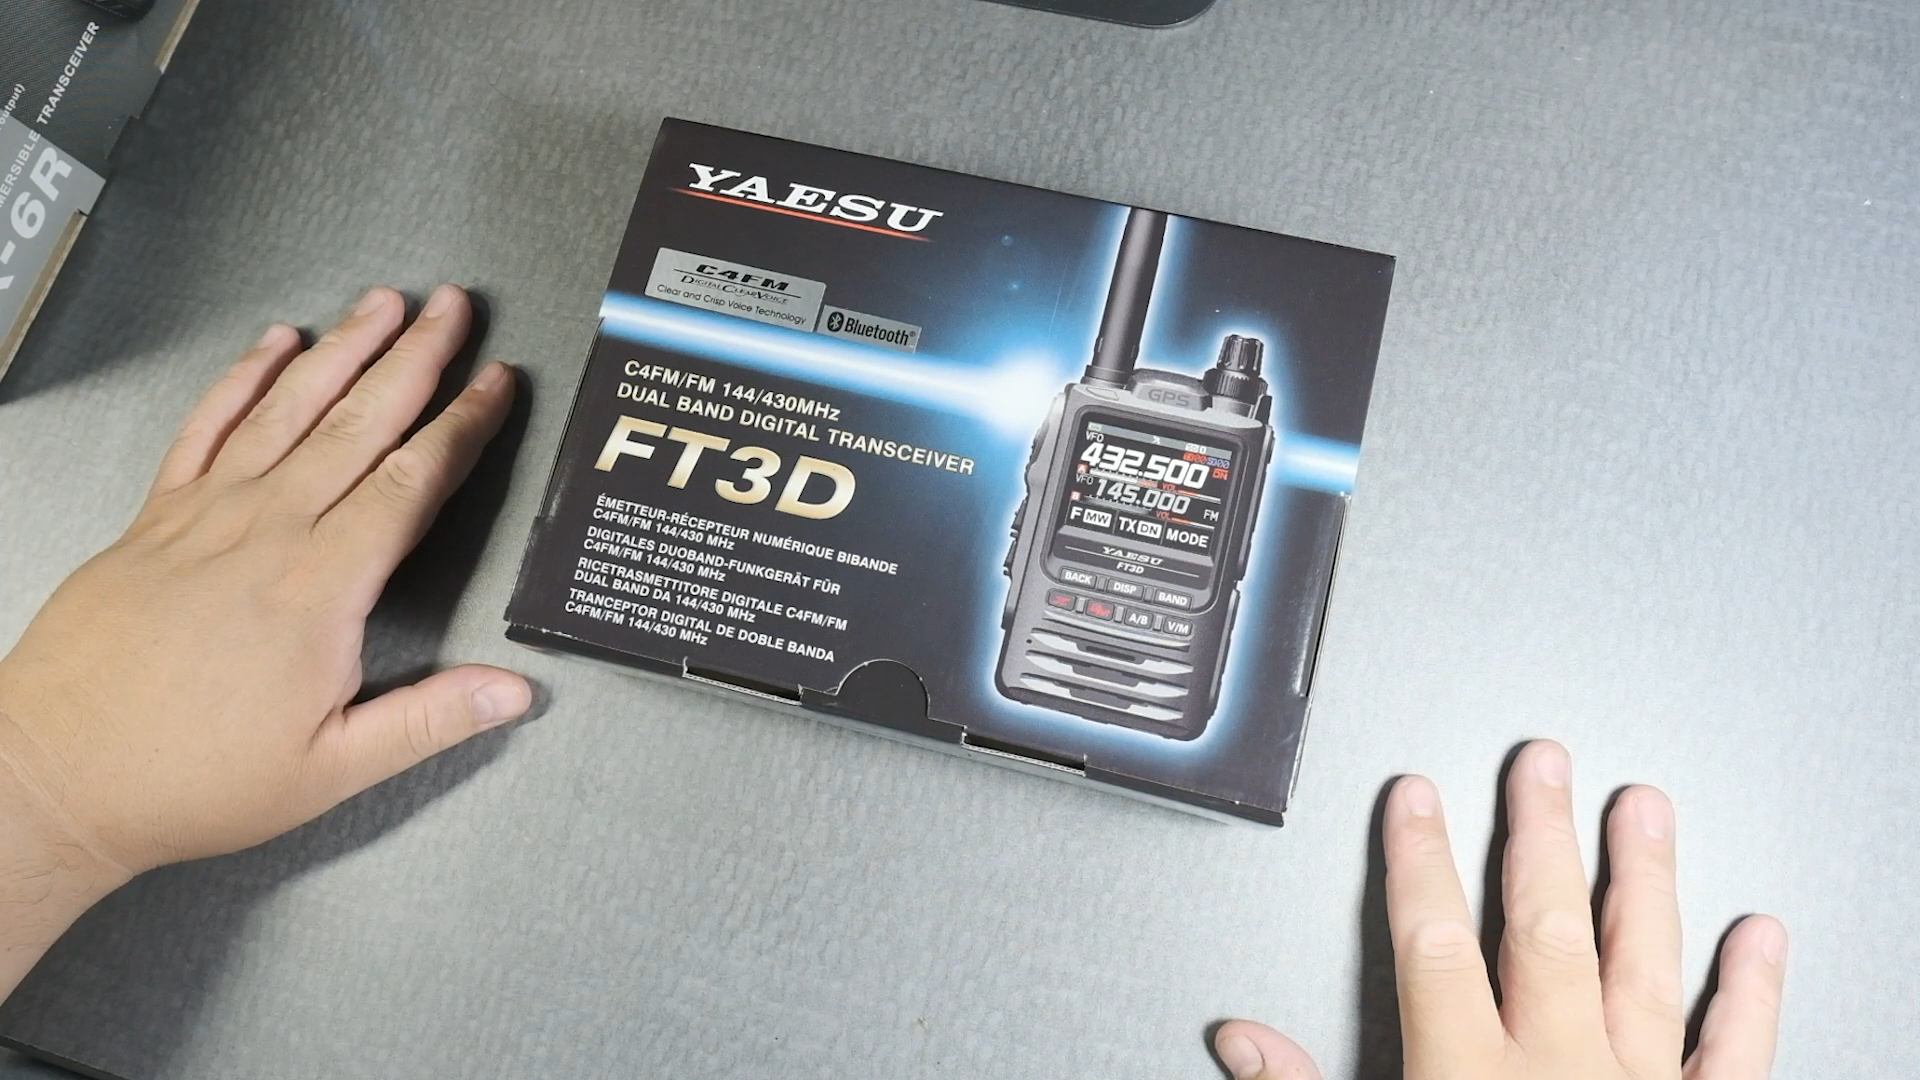 TRANSCEIVER
-6R
YAESU
C4FM
DIGITAL CLEAR VOICE
Clear and Crisp Voice Technology
Bluetooth®
C4FM/FM 144/430MHz
DUAL BAND DIGITAL TRANSCEIVER
FT3D
ÉMETTEUR-RÉCEPTEUR NUMÉRIQUE BIBANDE
C4FM/FM 144/430 MHz
DIGITALES DUOBAND-FUNKGERÄT FÜR
C4FM/FM 144/430 MHz
RICETRASMETTITORE DIGITALE C4FM/FM
DUAL BAND DA 144/430 MHz
TRANCEPTOR DIGITAL DE DOBLE BANDA
C4FM/FM 144/430 MHz
GPS
VFO
432.500 DN
VFO
145.000 FM
F MW TX DN MODE
YAESU
FT3D
BACK DISP BAND
A/B V/M